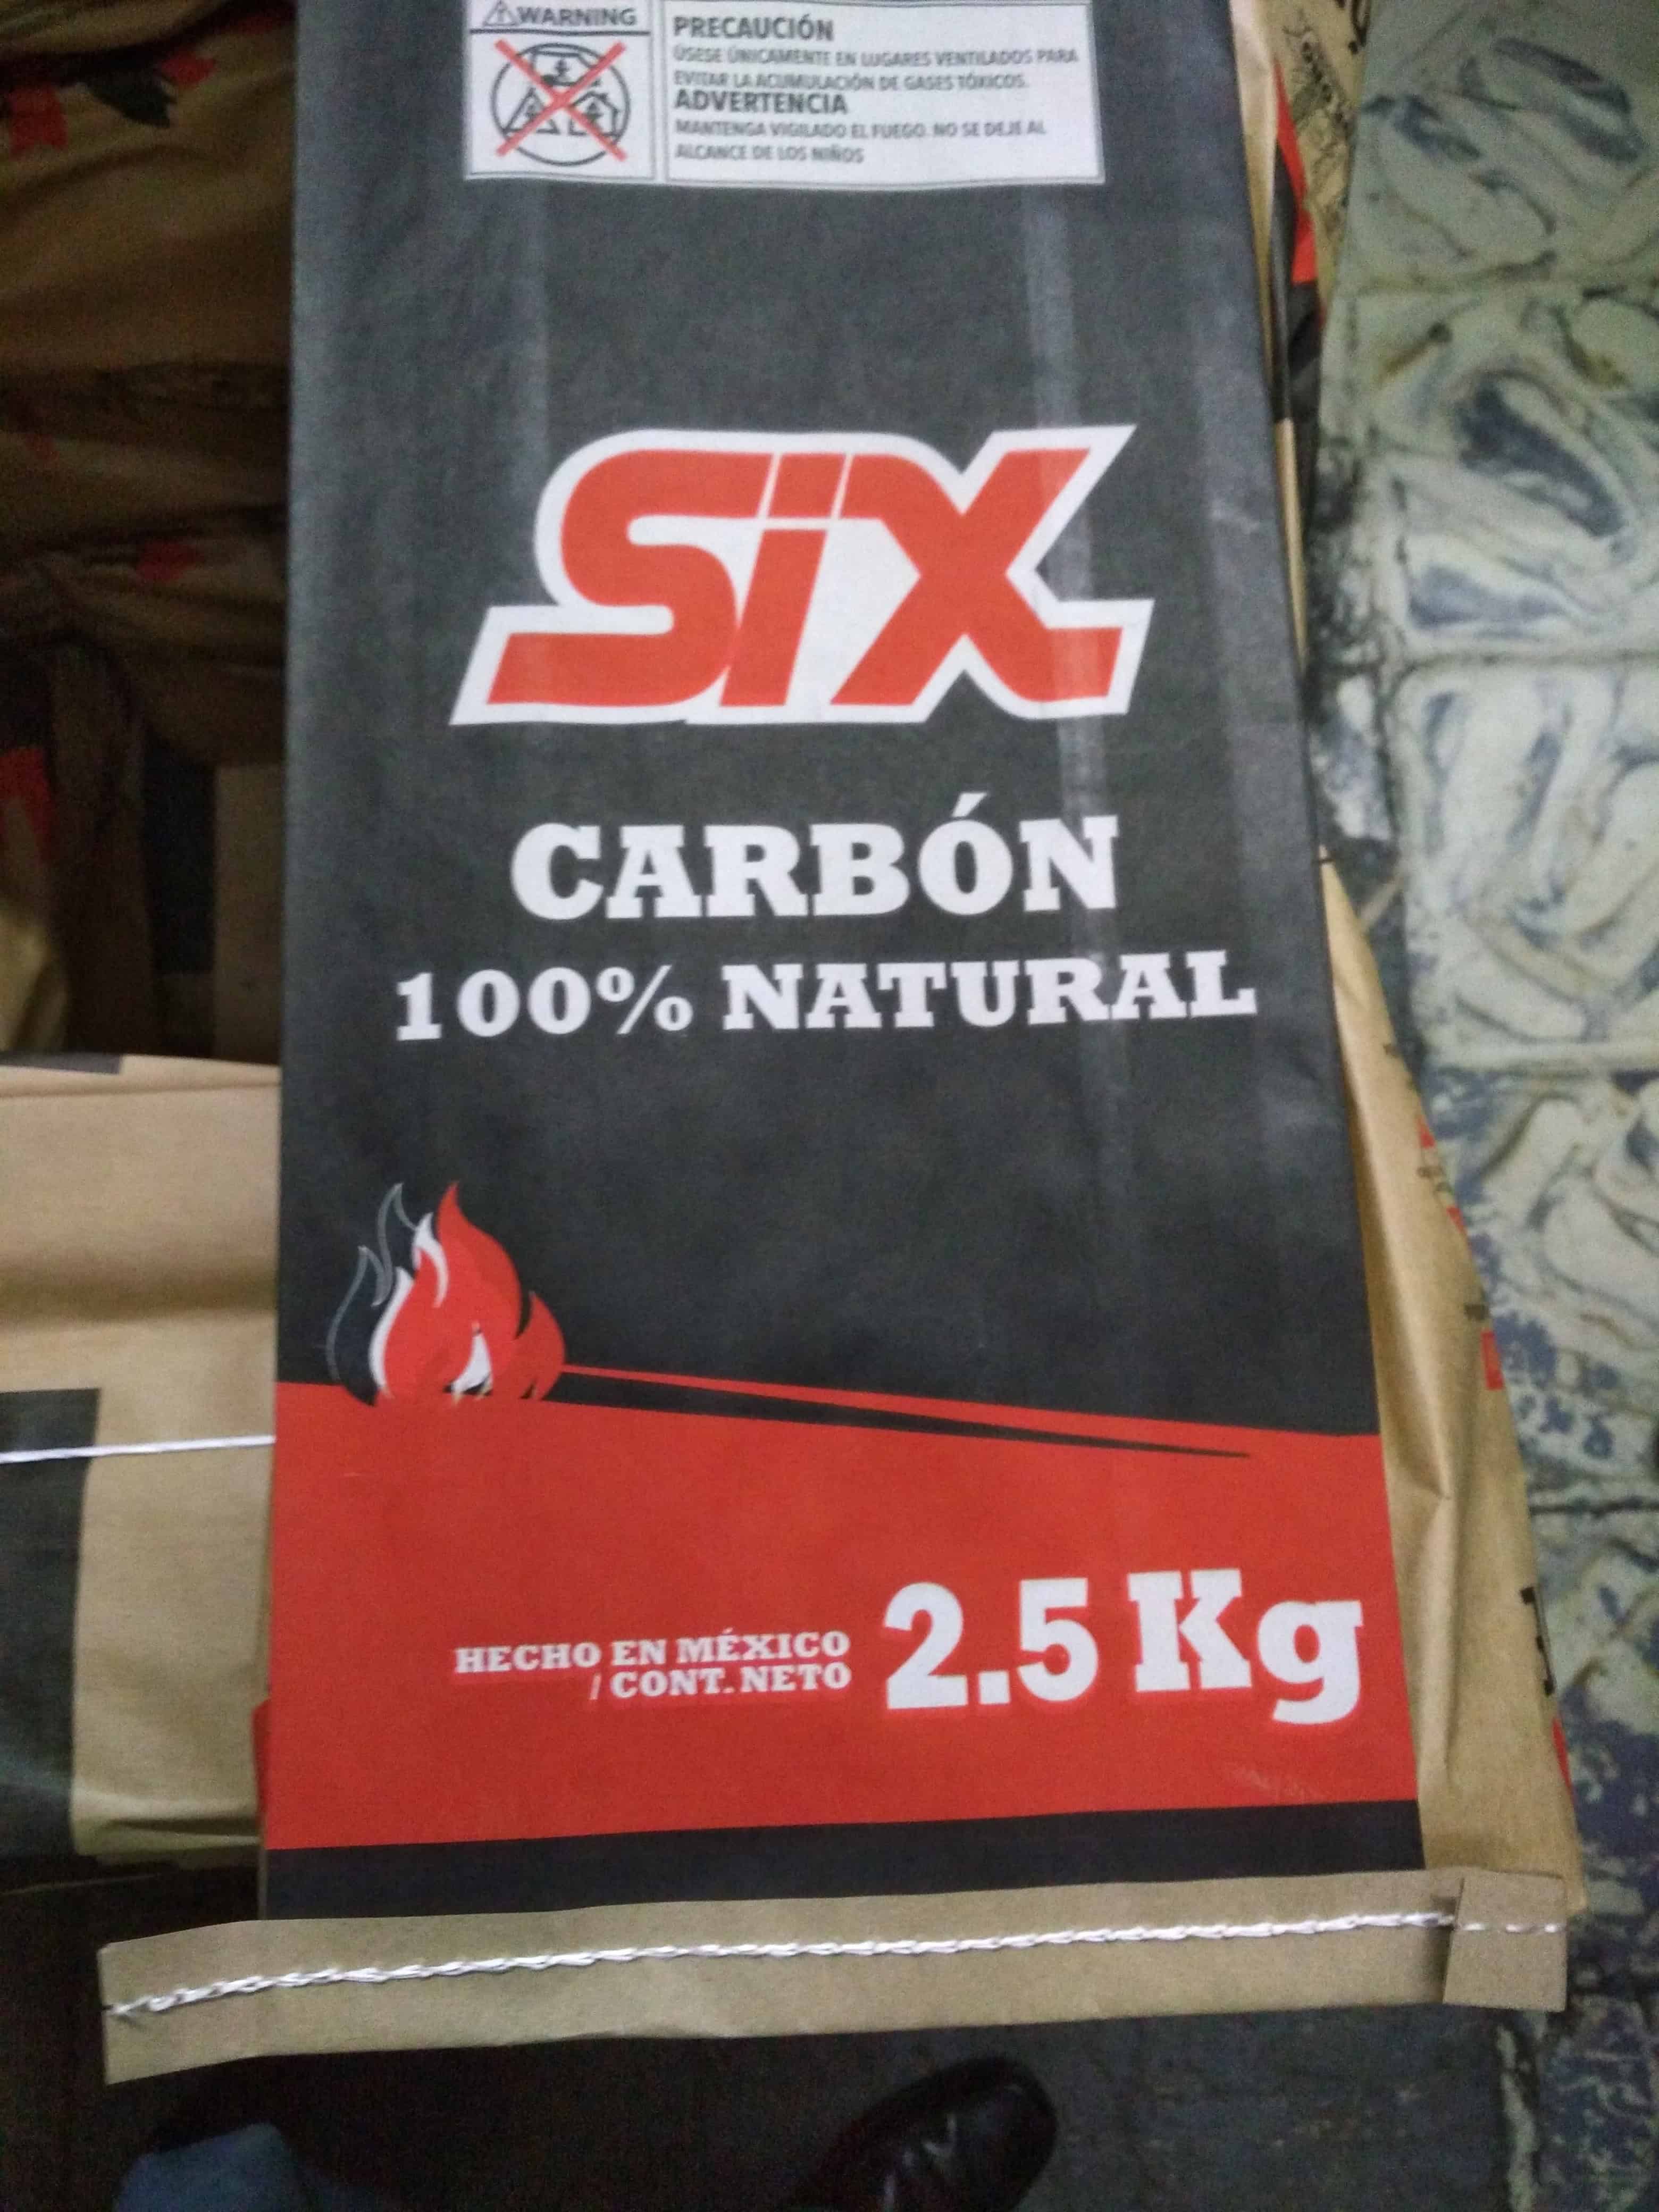 WARNING
PRECAUCIÓN
ÚSESE ÚNICAMENTE EN LUGARES VENTILADOS PARA
EVITAR LA ACUMULACIÓN DE GASES TÓXICOS.
ADVERTENCIA
MANTENGA VIGILADO EL FUEGO. NO SE DEJE AL
ALCANCE DE LOS NIÑOS
SiX
CARBÓN
100% NATURAL
HECHO EN MÉXICO
/ CONT. NETO
2.5 Kg